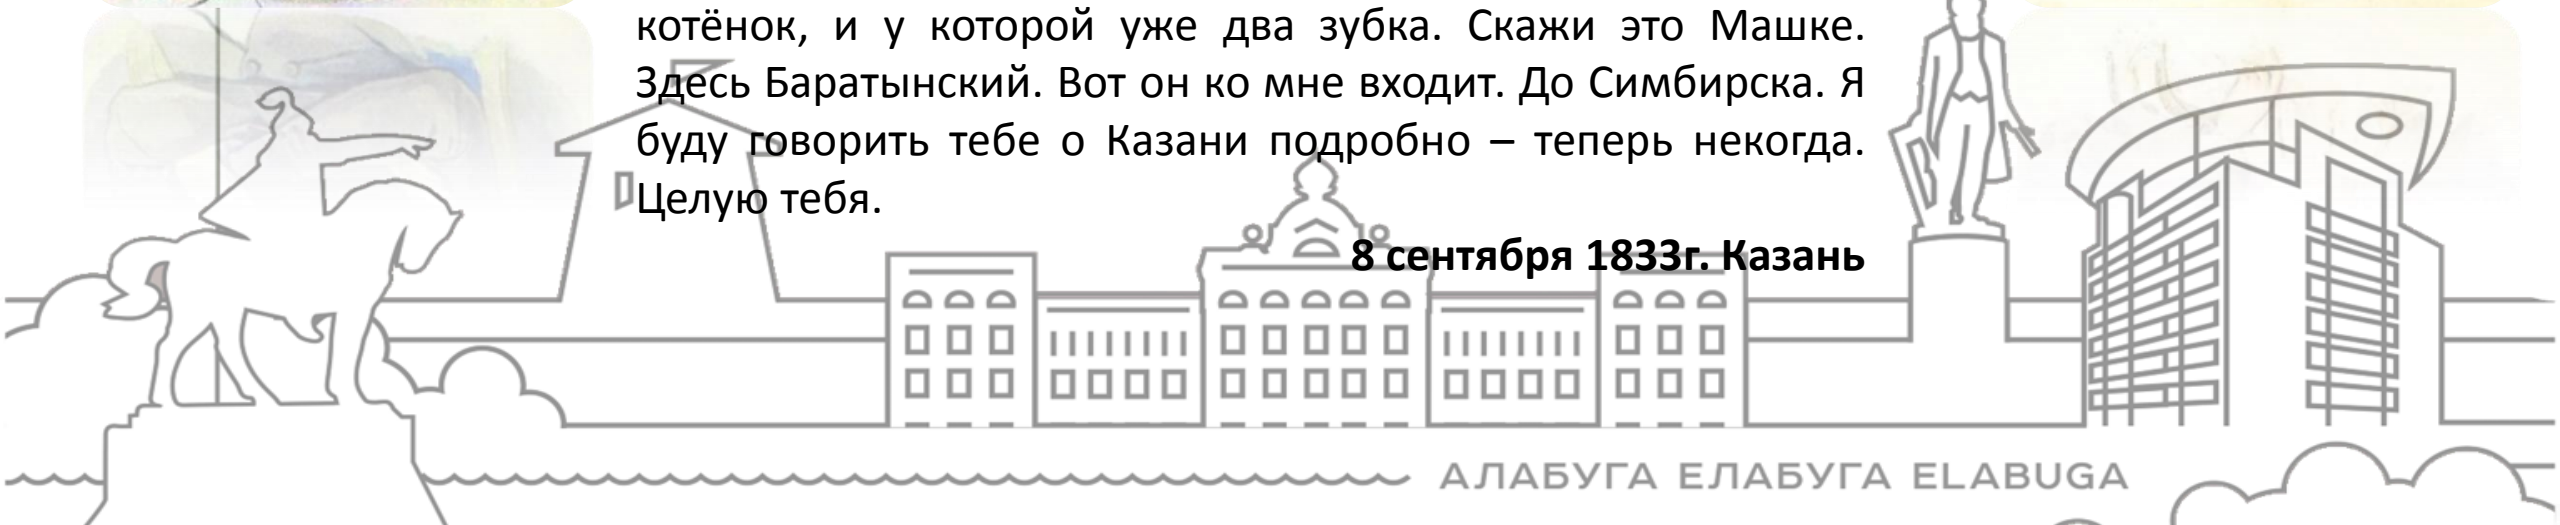 котёнок, и у которой уже два зубка. Скажи это Машке.
Здесь Баратынский. Вот он ко мне входит. До Симбирска. Я
буду говорить тебе о Казани подробно – теперь некогда.
Целую тебя.
8 сентября 1833г. Казань
АЛАБУГА ЕЛАБУГА ELABUGA